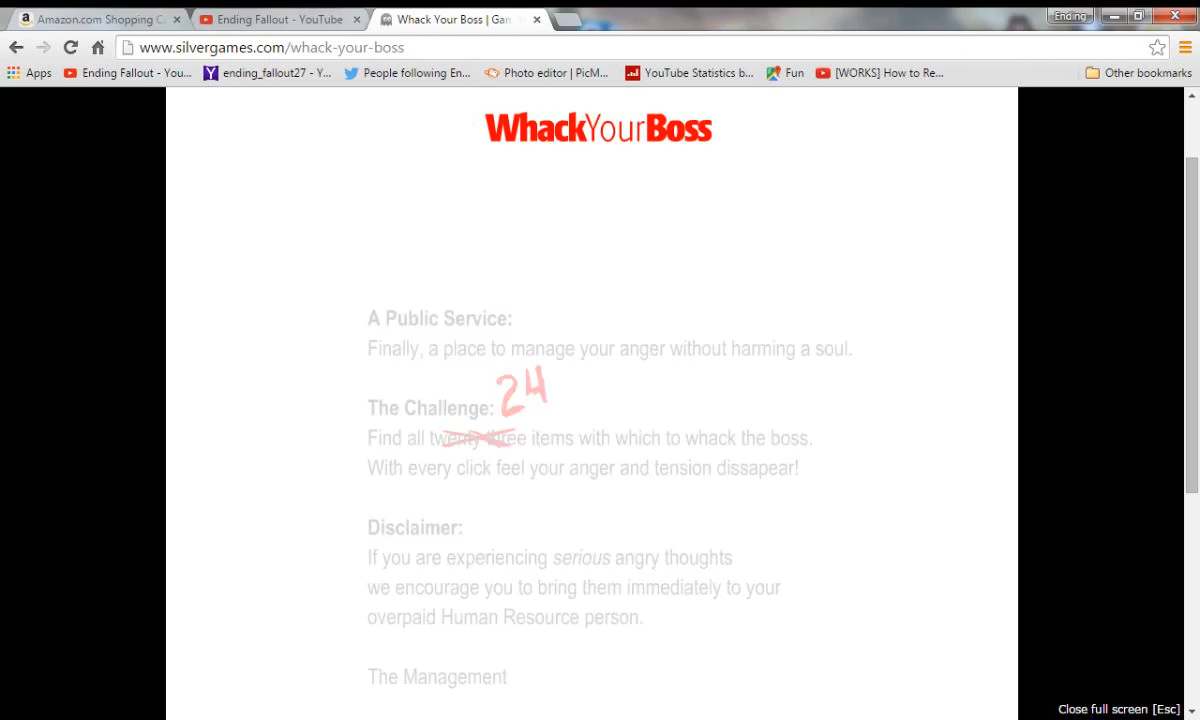 Amazon.com Shopping C
Ending Fallout - YouTube
Whack Your Boss | Gam
Ending
www.silvergames.com/whack-your-boss
Apps
Ending Fallout - You...
ending_fallout27 - Y...
People following En...
Photo editor | PicM...
YouTube Statistics b...
Fun
[WORKS] How to Re...
Other bookmarks
WhackYourBoss
A Public Service:
Finally, a place to manage your anger without harming a soul.
24
The Challenge:
Find all twenty three items with which to whack the boss.
With every click feel your anger and tension dissapear!
Disclaimer:
If you are experiencing serious angry thoughts
we encourage you to bring them immediately to your
overpaid Human Resource person.
The Management
Close full screen [Esc]